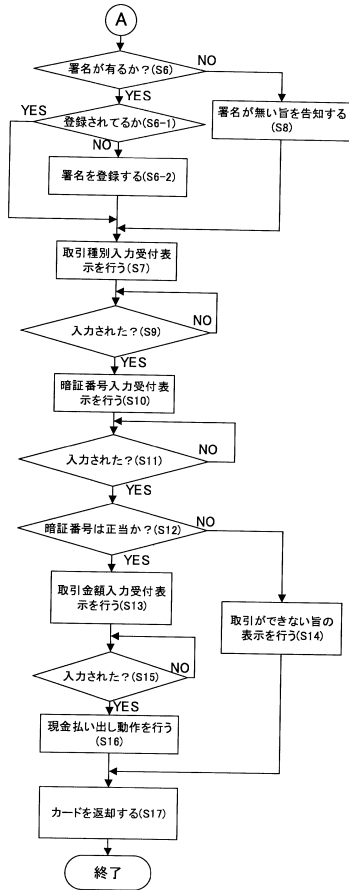 A
署名が有るか？(S6)
NO
YES
YES
登録されてるか(S6-1)
署名が無い旨を告知する
(S8)
NO
署名を登録する(S6-2)
取引種別入力受付表
示を行う(S7)
入力された？(S9)
NO
YES
暗証番号入力受付表
示を行う(S10)
入力された？(S11)
NO
YES
暗証番号は正当か？(S12)
NO
YES
取引金額入力受付表
示を行う(S13)
取引ができない旨の
表示を行う(S14)
入力された？(S15)
NO
YES
現金払い出し動作を行う
(S16)
カードを返却する(S17)
終了